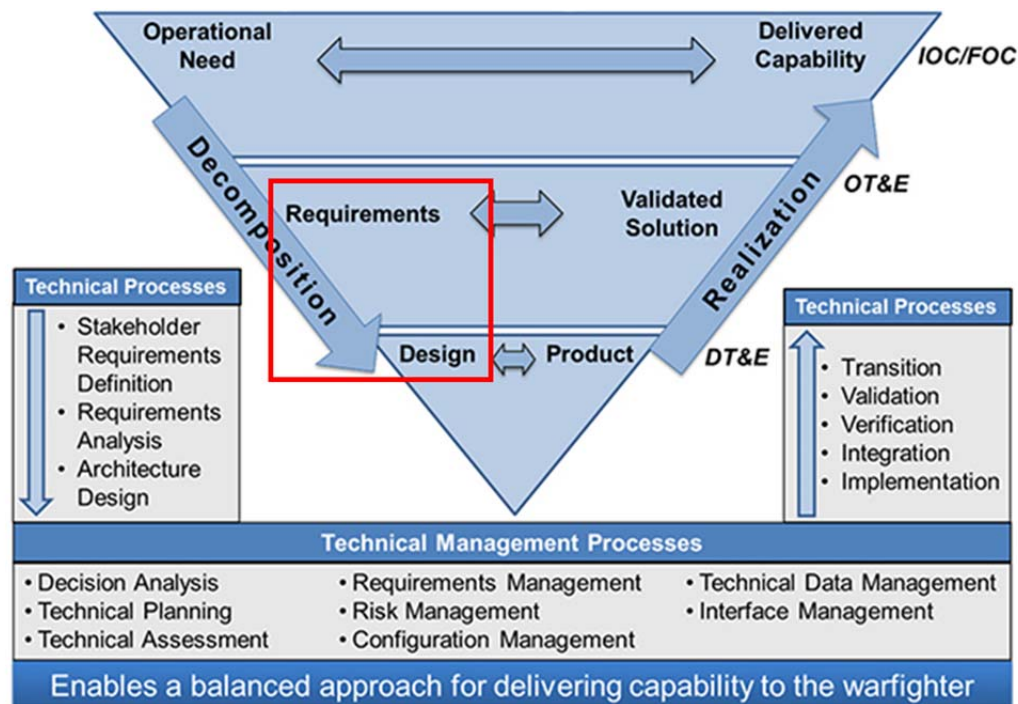 Operational
Need
Delivered
Capability
IOC/FOC
Decomposition
Realization
OT&E
Requirements
Validated
Solution
Design
Product
DT&E
Technical Processes
• Stakeholder
Requirements
Definition
• Requirements
Analysis
• Architecture
Design
Technical Processes
• Transition
• Validation
• Verification
• Integration
• Implementation
Technical Management Processes
• Decision Analysis
• Technical Planning
• Technical Assessment
• Requirements Management
• Risk Management
• Configuration Management
• Technical Data Management
• Interface Management
Enables a balanced approach for delivering capability to the warfighter